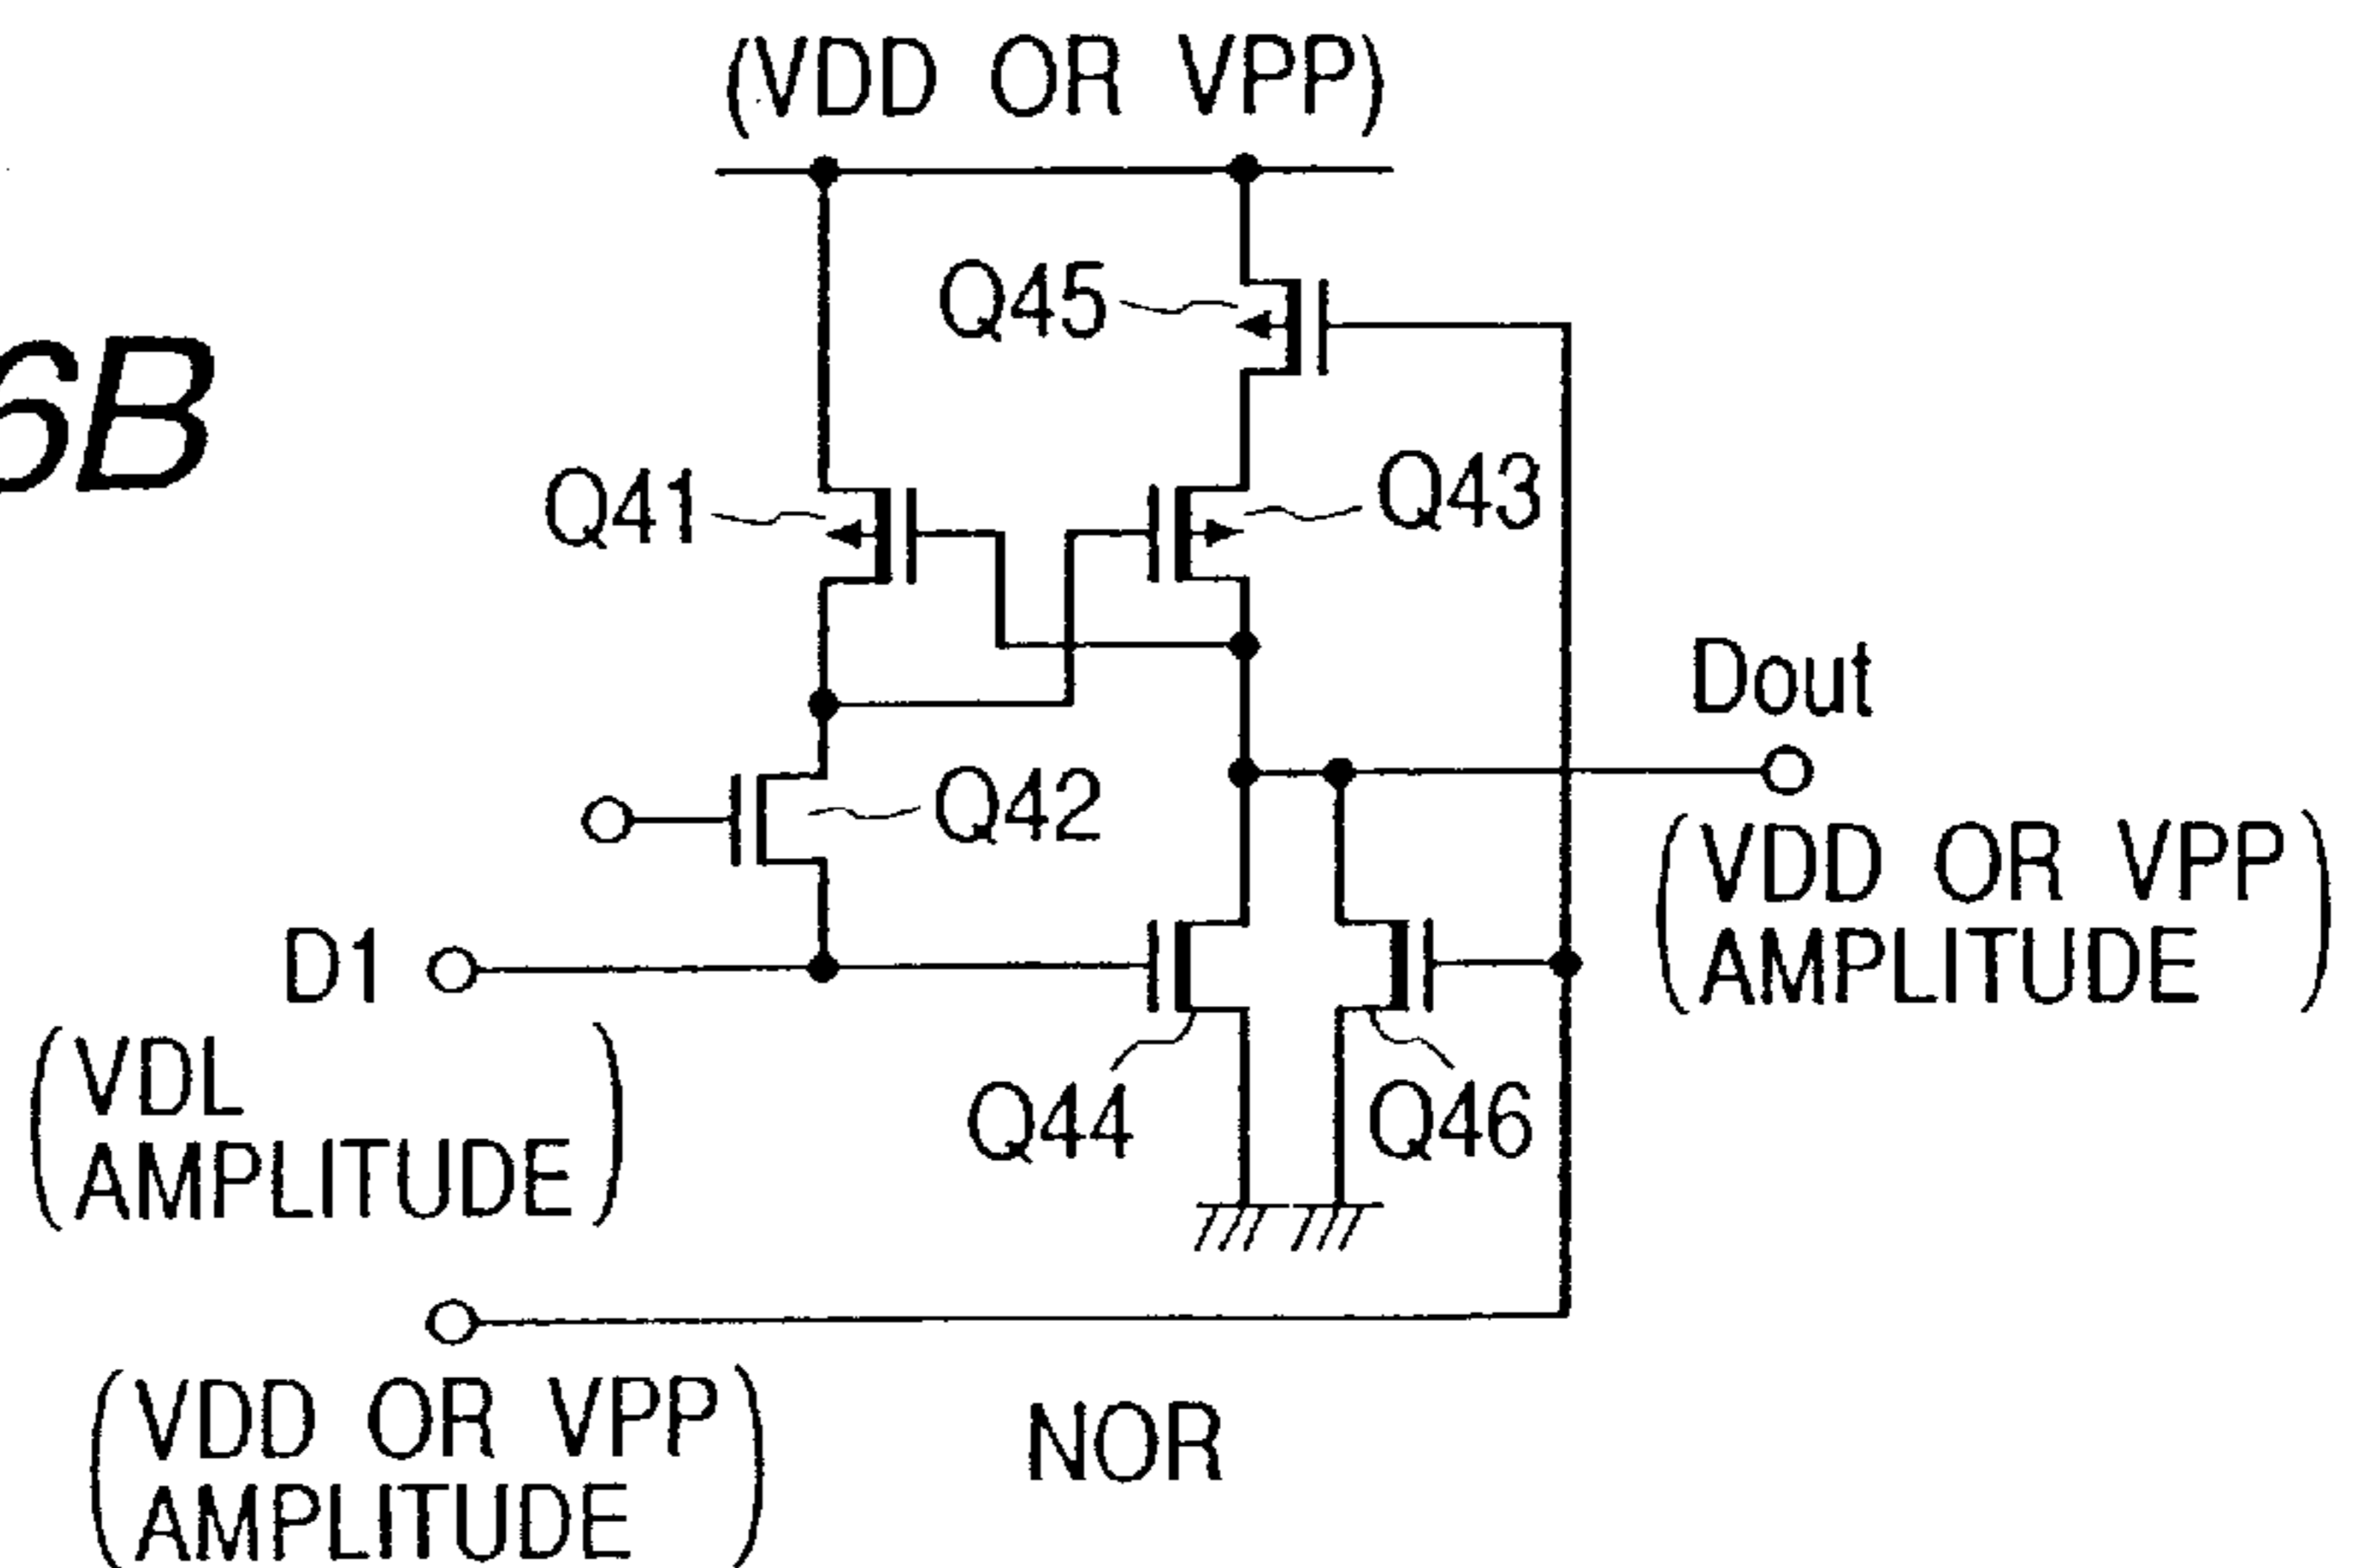 (VDD OR VPP)
Q45
6B
Q41
Q43
Dout
Q42
(VDD OR VPP
AMPLITUDE)
D1
(VDL
AMPLITUDE)
Q44
Q46
(VDD OR VPP
AMPLITUDE)
NOR